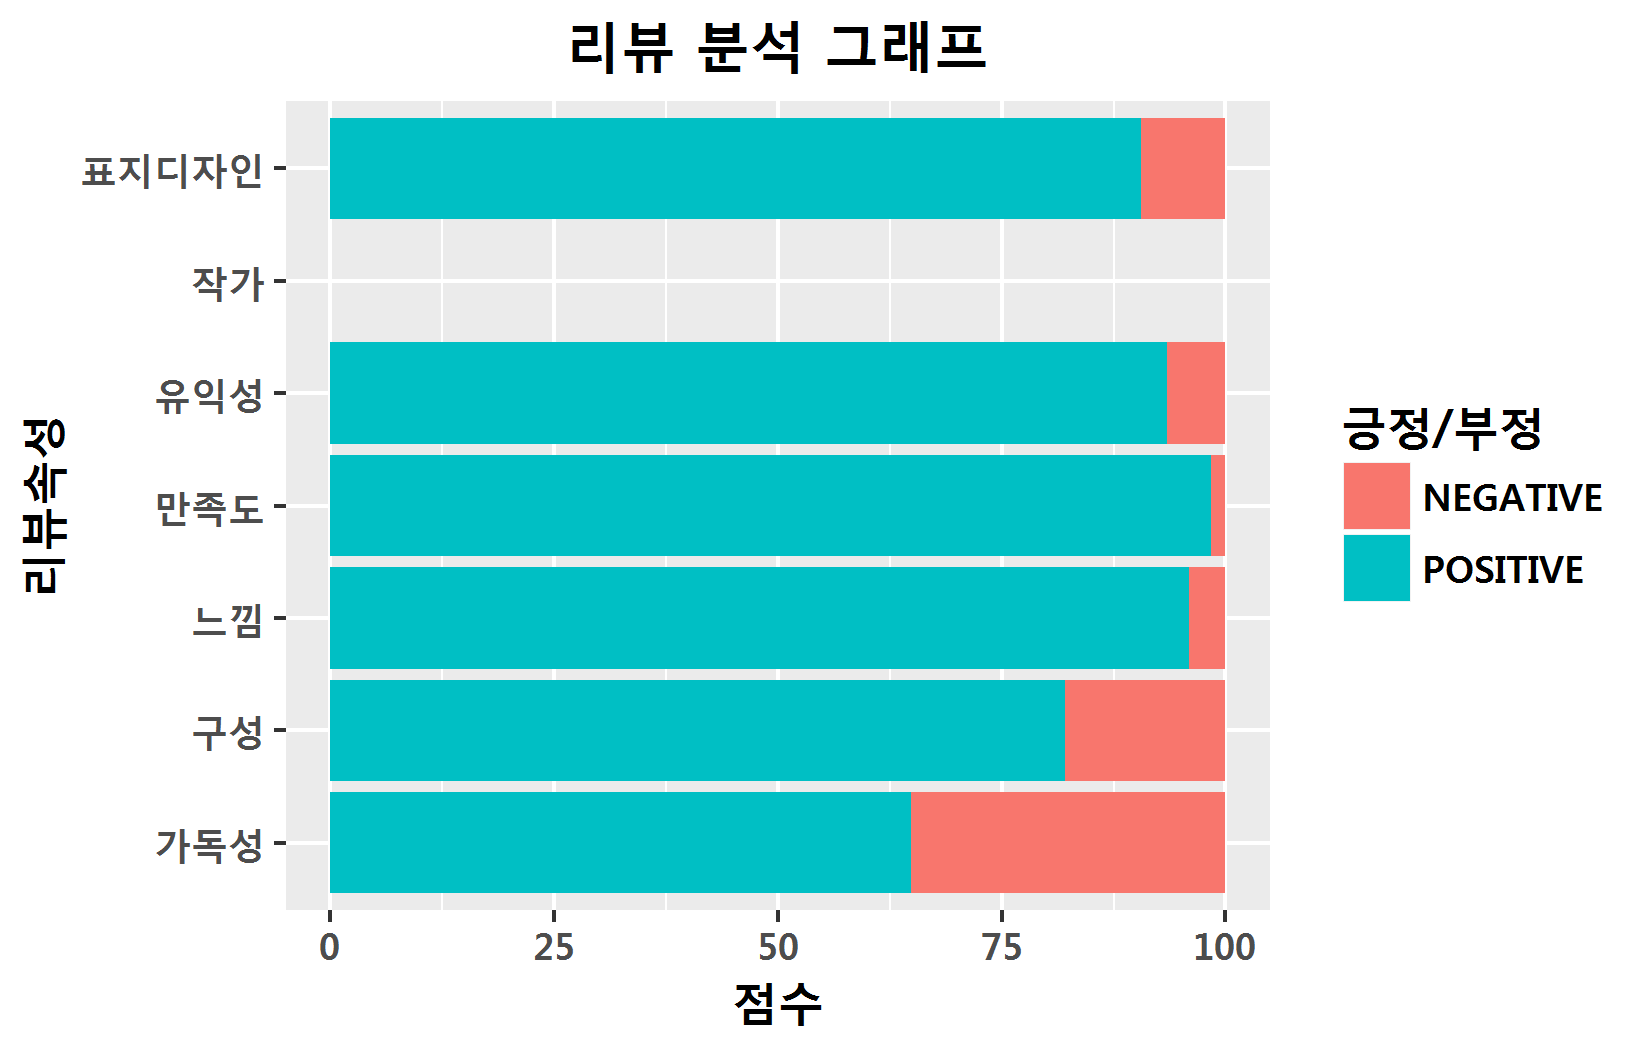 리뷰 분석 그래프
리뷰속성
표지디자인
작가
유익성
만족도
느낌
구성
가독성
0 25 50 75 100
점수
긍정/부정
NEGATIVE
POSITIVE